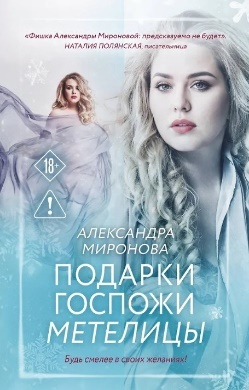 «Фишка Александры Мироновой: предсказуемо не будет».
НАТАЛИЯ ПОЛЯНСКАЯ, писательница
18+
!
АЛЕКСАНДРА
МИРОНОВА
ПОДАРКИ
ГОСПОЖИ
МЕТЕЛИЦЫ
Будь смелее в своих желаниях!